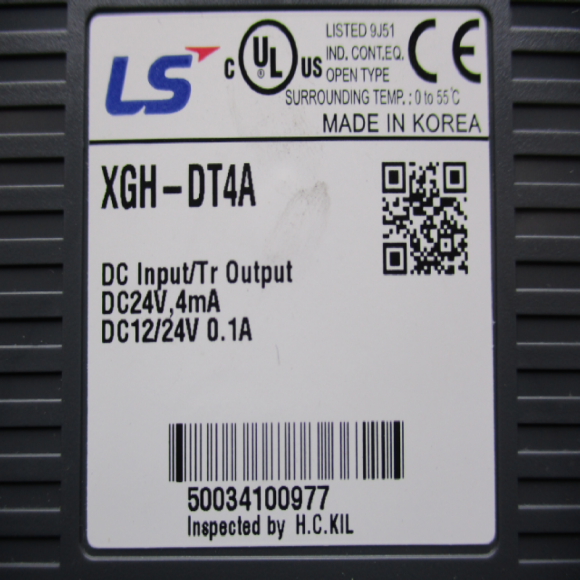 LS
C UL US
LISTED 9J51
IND. CONT.EQ.
OPEN TYPE
CE
SURROUNDING TEMP. : 0 to 55℃
MADE IN KOREA
XGH-DT4A
DC Input/Tr Output
DC24V,4mA
DC12/24V 0.1A
50034100977
Inspected by H.C.KIL